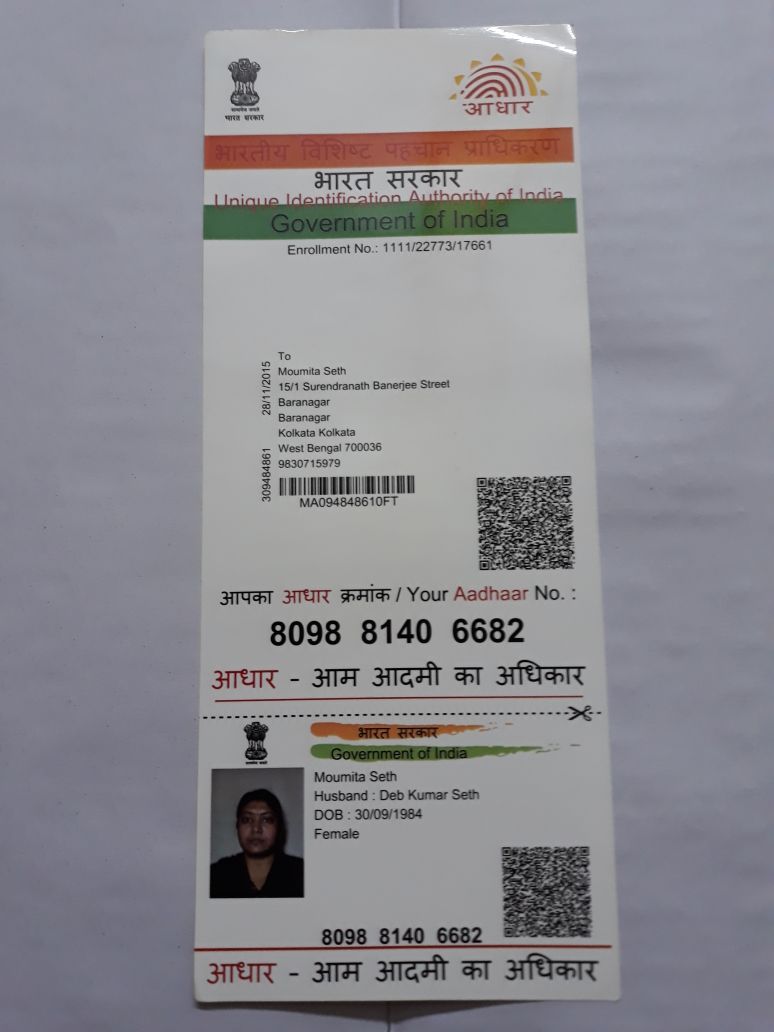 सत्यमेव जयते
भारत सरकार
आधार
भारतीय विशिष्ट पहचान प्राधिकरण
भारत सरकार
Unique Identification Authority of India
Government of India
Enrollment No.: 1111/22773/17661
To
Moumita Seth
15/1 Surendranath Banerjee Street
Baranagar
Baranagar
Kolkata Kolkata
West Bengal 700036
9830715979
28/11/2015
309484861
MA094848610FT
आपका आधार क्रमांक / Your Aadhaar No. :
8098 8140 6682
आधार - आम आदमी का अधिकार
भारत सरकार
Government of India
Moumita Seth
Husband : Deb Kumar Seth
DOB : 30/09/1984
Female
8098 8140 6682
आधार - आम आदमी का अधिकार